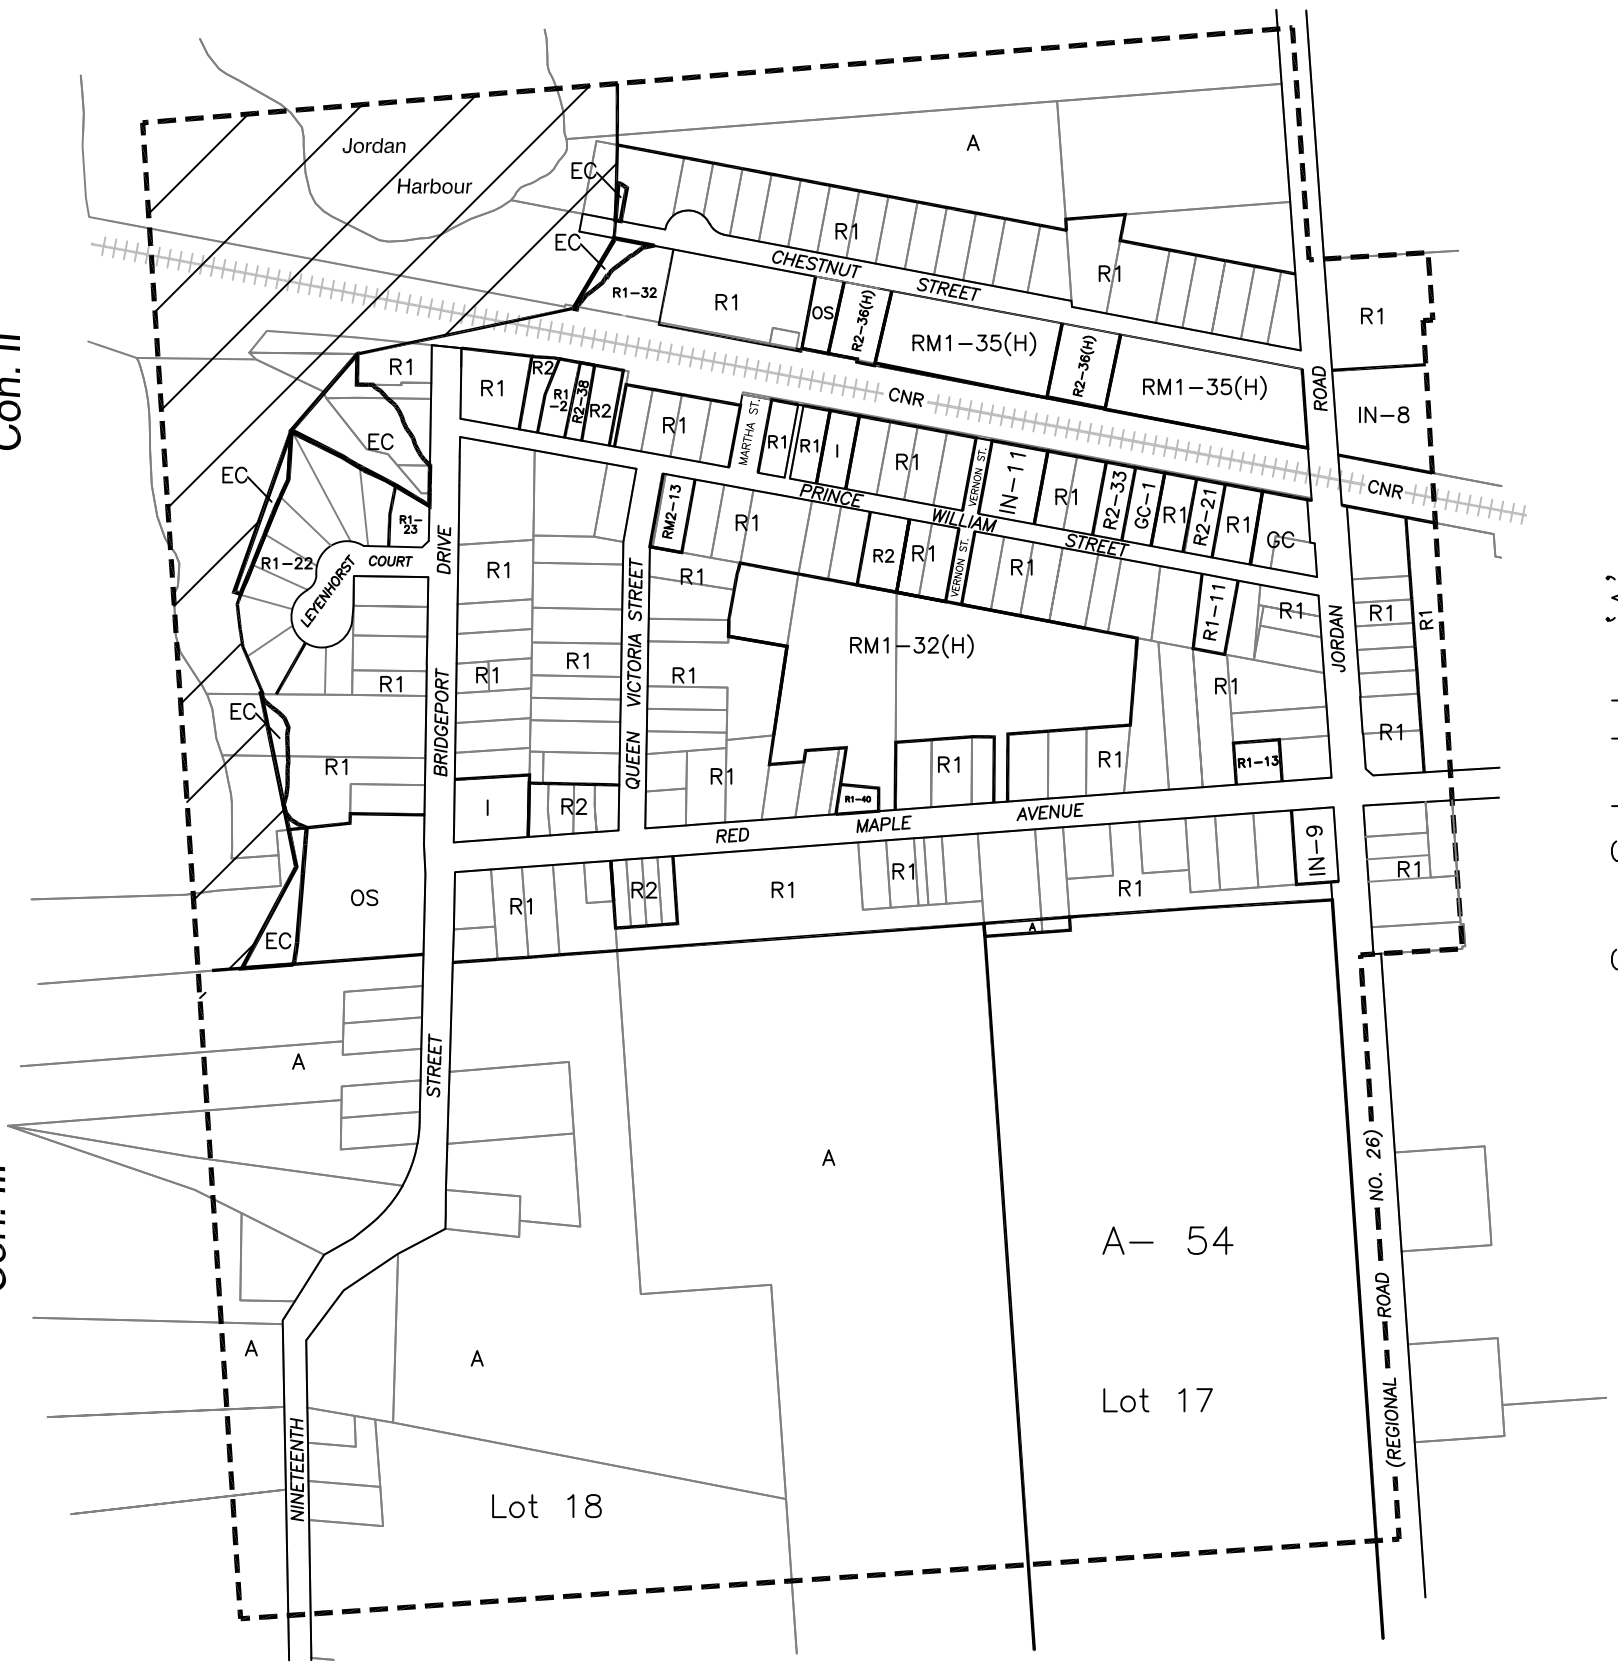 Con. II
Jordan
Harbour
A
EC
R1
EC
CHESTNUT
STREET
R1
R1-32
R1
OS
R2-36(H)
RM1-35(H)
R2-36(H)
RM1-35(H)
R1
ROAD
IN-8
CNR
CNR
R1
R1
R2
R1
-2
R2-38
R2
R1
MARTHA ST.
R1
R1
I
R1
VERNON ST.
IN-11
R1
R2-33
GC-1
R1
R2-21
R1
GC
EC
EC
R1-
23
RM2-13
PRINCE
WILLIAM
STREET
R1
R2
R1
VERNON ST.
R1
R1-11
R1
R1
R1
R1-22
LEYENHORST
COURT
DRIVE
R1
R1
QUEEN VICTORIA STREET
RM1-32(H)
JORDAN
R1
R1
R1
R1
R1
BRIDGEPORT
EC
R1
R1
R1
R1
R1-13
R1
I
R2
R1-40
RED MAPLE AVENUE
IN-9
OS
R1
R2
R1
R1
R1
R1
EC
A
A
STREET
A
A-54
(REGIONAL ROAD NO. 26)
A
A
Lot 17
NINETEENTH
Lot 18